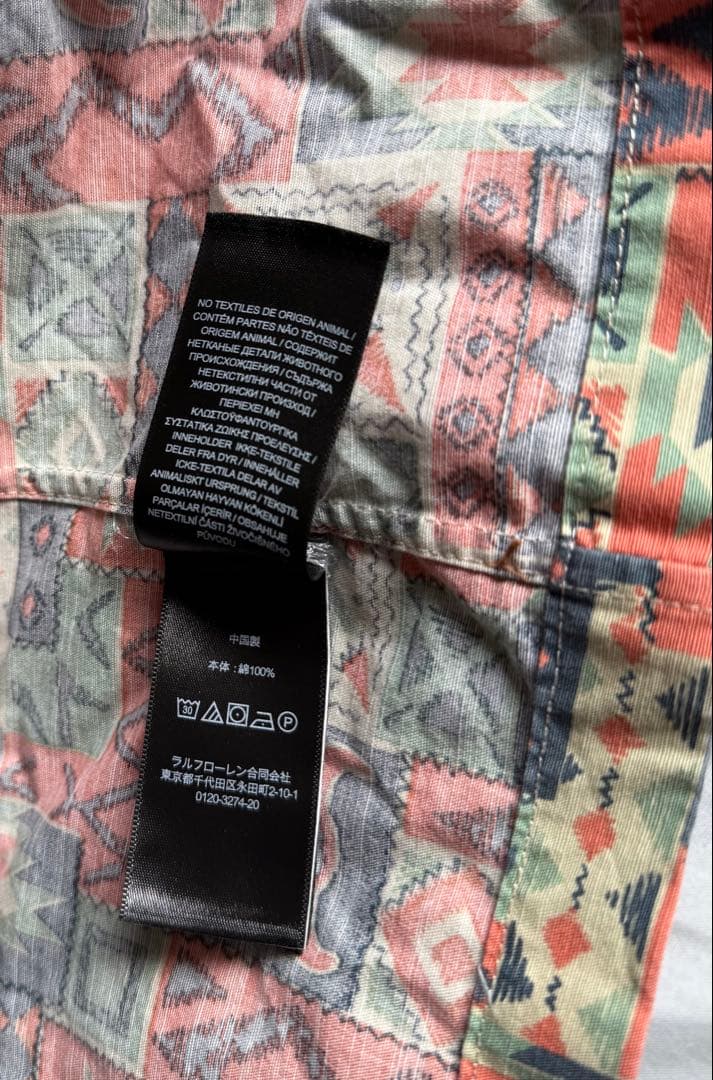 NO TEXTILES DE ORIGEN ANIMAL /
CONTÉM PARTES NÃO TÊXTEIS DE
ORIGEM ANIMAL / СОДЕРЖИТ
НЕТКАНЫЕ ДЕТАЛИ ЖИВОТНОГО
ПРОИСХОЖДЕНИЯ / СЪДЪРЖА
НЕТЕКСТИЛНИ ЧАСТИ ОТ
ЖИВОТИНСКИ ПРОИЗХОД /
ΠΕΡΙΕΧΕΙ ΜΗ
ΚΛΩΣΤΟΫΦΑΝΤΟΥΡΓΙΚΑ
ΣΥΣΤΑΤΙΚΑ ΖΩΙΚΗΣ ΠΡΟΕΛΕΥΣΗΣ /
INNEHOLDER IKKE-TEKSTILE
DELER FRA DYR / INNEHÅLLER
ICKE-TEXTILA DELAR AV
ANIMALISKT URSPRUNG / TEKSTİL
OLMAYAN HAYVAN KÖKENLİ
PARÇALAR İÇERİR / OBSAHUJE
NETEXTILNÍ ČÁSTI ŽIVOČIŠNÉHO
PŮVODU
中国製
本体 : 綿100%
30 P
ラルフローレン合同会社
東京都千代田区永田町2-10-1
0120-3274-20